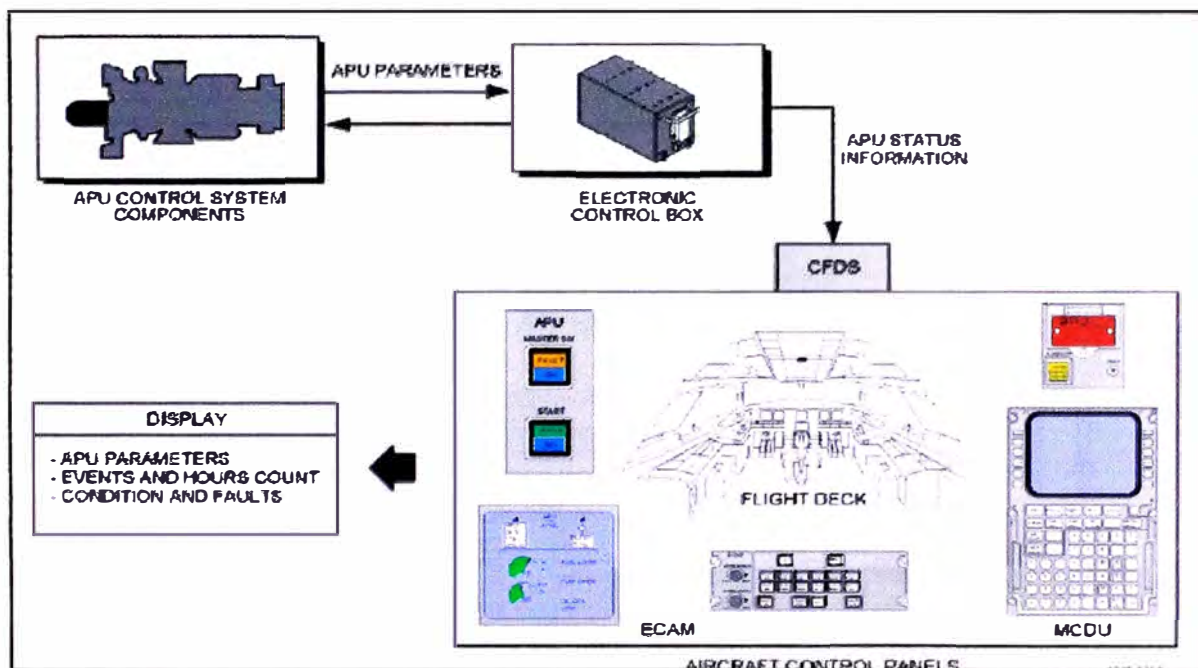 APU PARAMETERS
APU CONTROL SYSTEM
COMPONENTS
ELECTRONIC
CONTROL BOX
APU STATUS
INFORMATION
CFDS
APU
MASTER SW
FAULT
START
DISPLAY
- APU PARAMETERS
- EVENTS AND HOURS COUNT
- CONDITION AND FAULTS
FLIGHT DECK
ECAM
MCDU
AIRCRAFT CONTROL PANELS